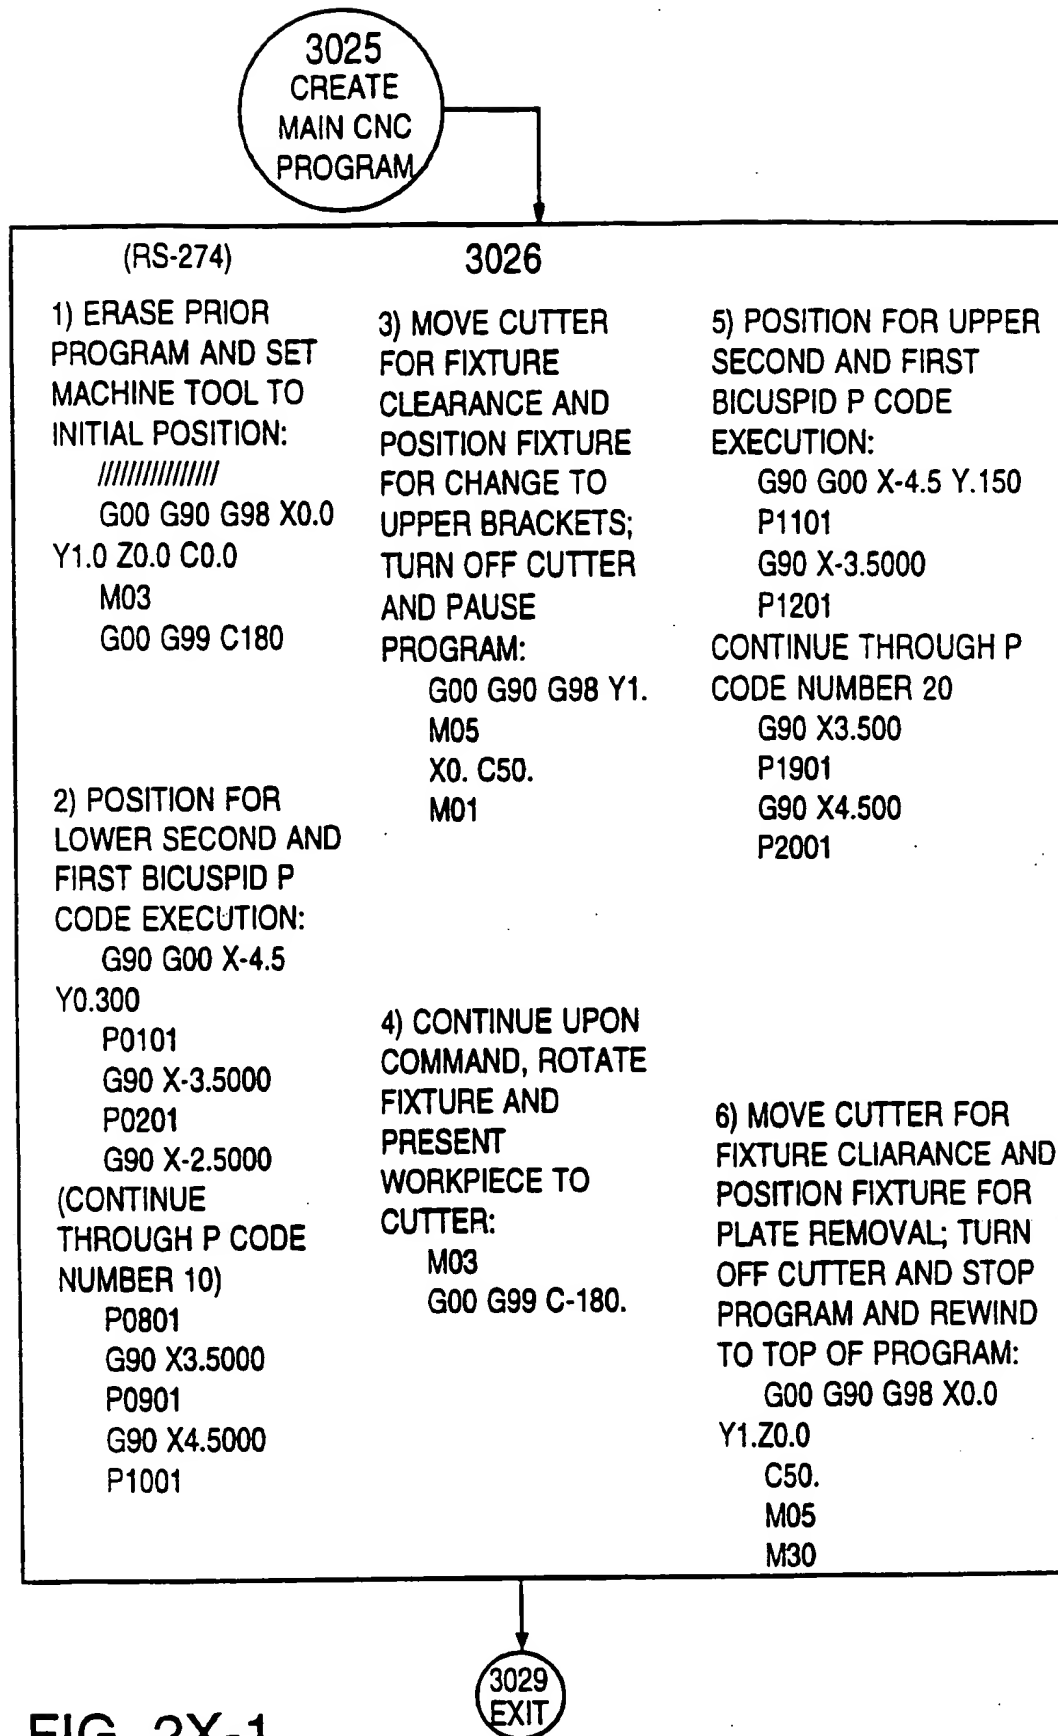 3025
CREATE
MAIN CNC
PROGRAM
(RS-274)
3026
1) ERASE PRIOR
PROGRAM AND SET
MACHINE TOOL TO
INITIAL POSITION:
////////////////
G00 G90 G98 X0.0
Y1.0 Z0.0 C0.0
M03
G00 G99 C180
2) POSITION FOR
LOWER SECOND AND
FIRST BICUSPID P
CODE EXECUTION:
G90 G00 X-4.5
Y0.300
P0101
G90 X-3.5000
P0201
G90 X-2.5000
(CONTINUE
THROUGH P CODE
NUMBER 10)
P0801
G90 X3.5000
P0901
G90 X4.5000
P1001
3) MOVE CUTTER
FOR FIXTURE
CLEARANCE AND
POSITION FIXTURE
FOR CHANGE TO
UPPER BRACKETS;
TURN OFF CUTTER
AND PAUSE
PROGRAM:
G00 G90 G98 Y1.
M05
X0. C50.
M01
4) CONTINUE UPON
COMMAND, ROTATE
FIXTURE AND
PRESENT
WORKPIECE TO
CUTTER:
M03
G00 G99 C-180.
5) POSITION FOR UPPER
SECOND AND FIRST
BICUSPID P CODE
EXECUTION:
G90 G00 X-4.5 Y.150
P1101
G90 X-3.5000
P1201
CONTINUE THROUGH P
CODE NUMBER 20
G90 X3.500
P1901
G90 X4.500
P2001
6) MOVE CUTTER FOR
FIXTURE CLIARANCE AND
POSITION FIXTURE FOR
PLATE REMOVAL; TURN
OFF CUTTER AND STOP
PROGRAM AND REWIND
TO TOP OF PROGRAM:
G00 G90 G98 X0.0
Y1.Z0.0
C50.
M05
M30
3029
EXIT
FIG. 2X-1